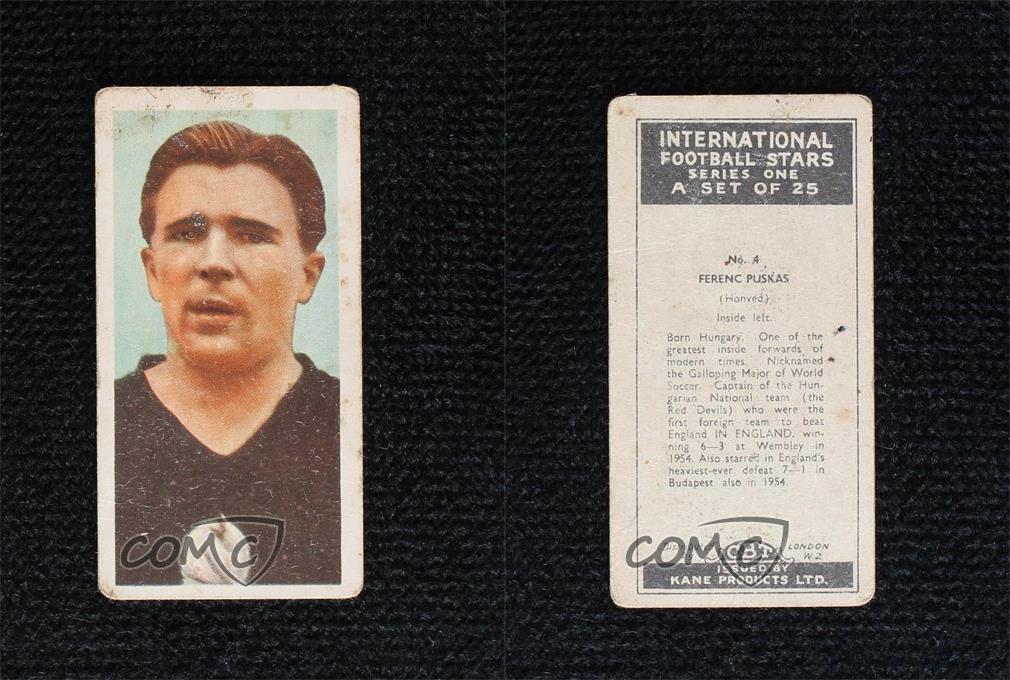 INTERNATIONAL
FOOTBALL STARS
SERIES ONE
A SET OF 25
No. 4
FERENC PUSKAS
(Honved)
Inside left.
Born Hungary. One of the
greatest inside forwards of
modern times. Nicknamed
the Galloping Major of World
Soccer. Captain of the Hun-
garian National team (the
Red Devils) who were the
first foreign team to beat
England IN ENGLAND, win-
ning 6—3 at Wembley in
1954. Also starred in England's
heaviest-ever defeat 7—1 in
Budapest also in 1954.
CBT LONDON
W.2
ISSUED BY
KANE PRODUCTS LTD.
COMC
COMC